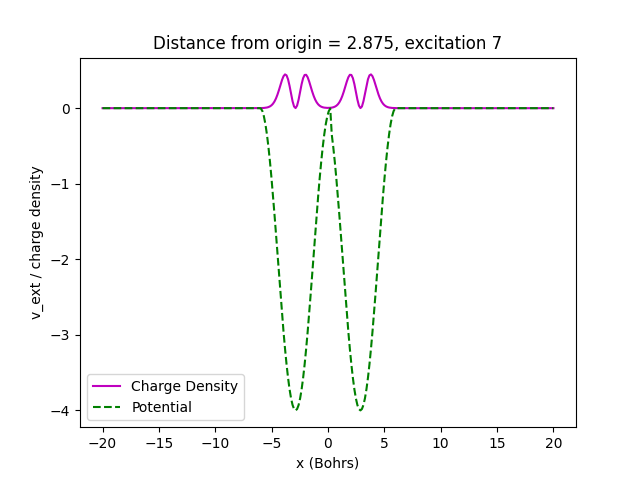 Distance from origin = 2.875, excitation 7
v_ext / charge density
0
−1
−2
−3
−4
Charge Density
Potential
−20
−15
−10
−5
0
5
10
15
20
x (Bohrs)